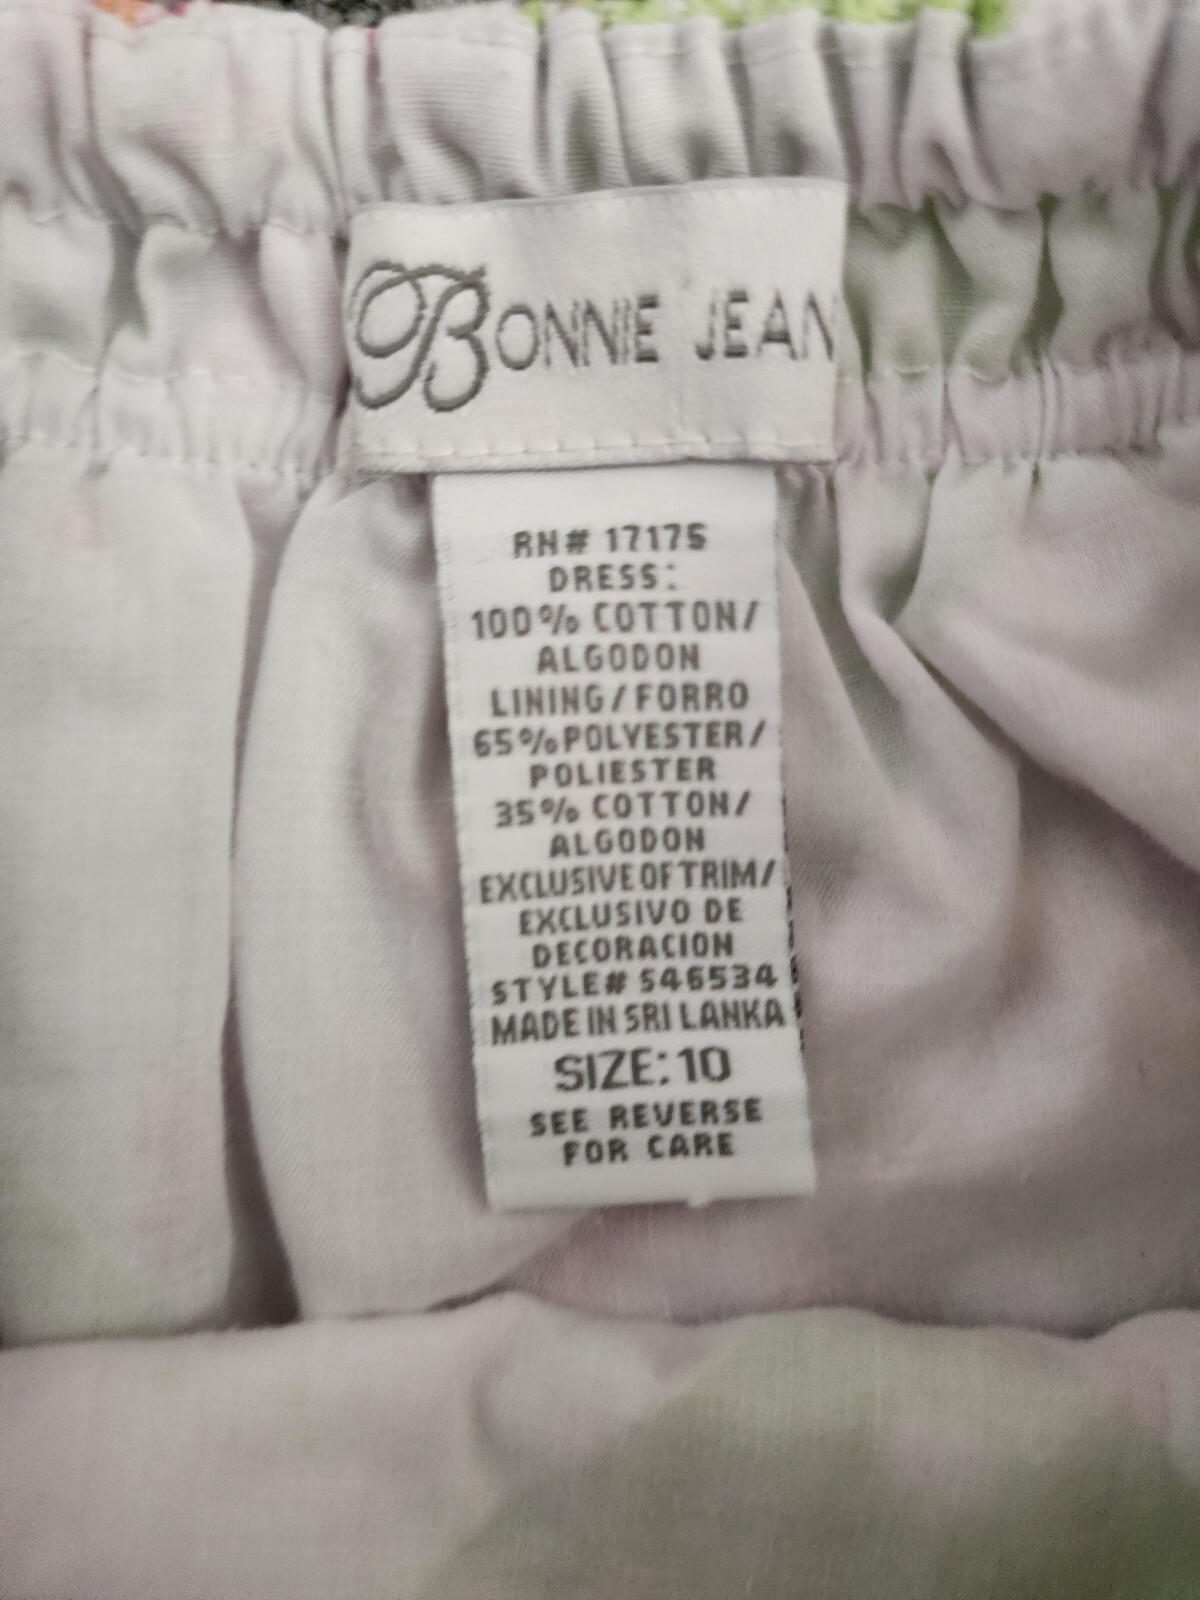 BONNIE JEAN
RN# 17175
DRESS:
100% COTTON/
ALGODON
LINING/FORRO
65% POLYESTER/
POLIESTER
35% COTTON/
ALGODON
EXCLUSIVE OF TRIM/
EXCLUSIVO DE
DECORACION
STYLE# S46534
MADE IN SRI LANKA
SIZE: 10
SEE REVERSE
FOR CARE